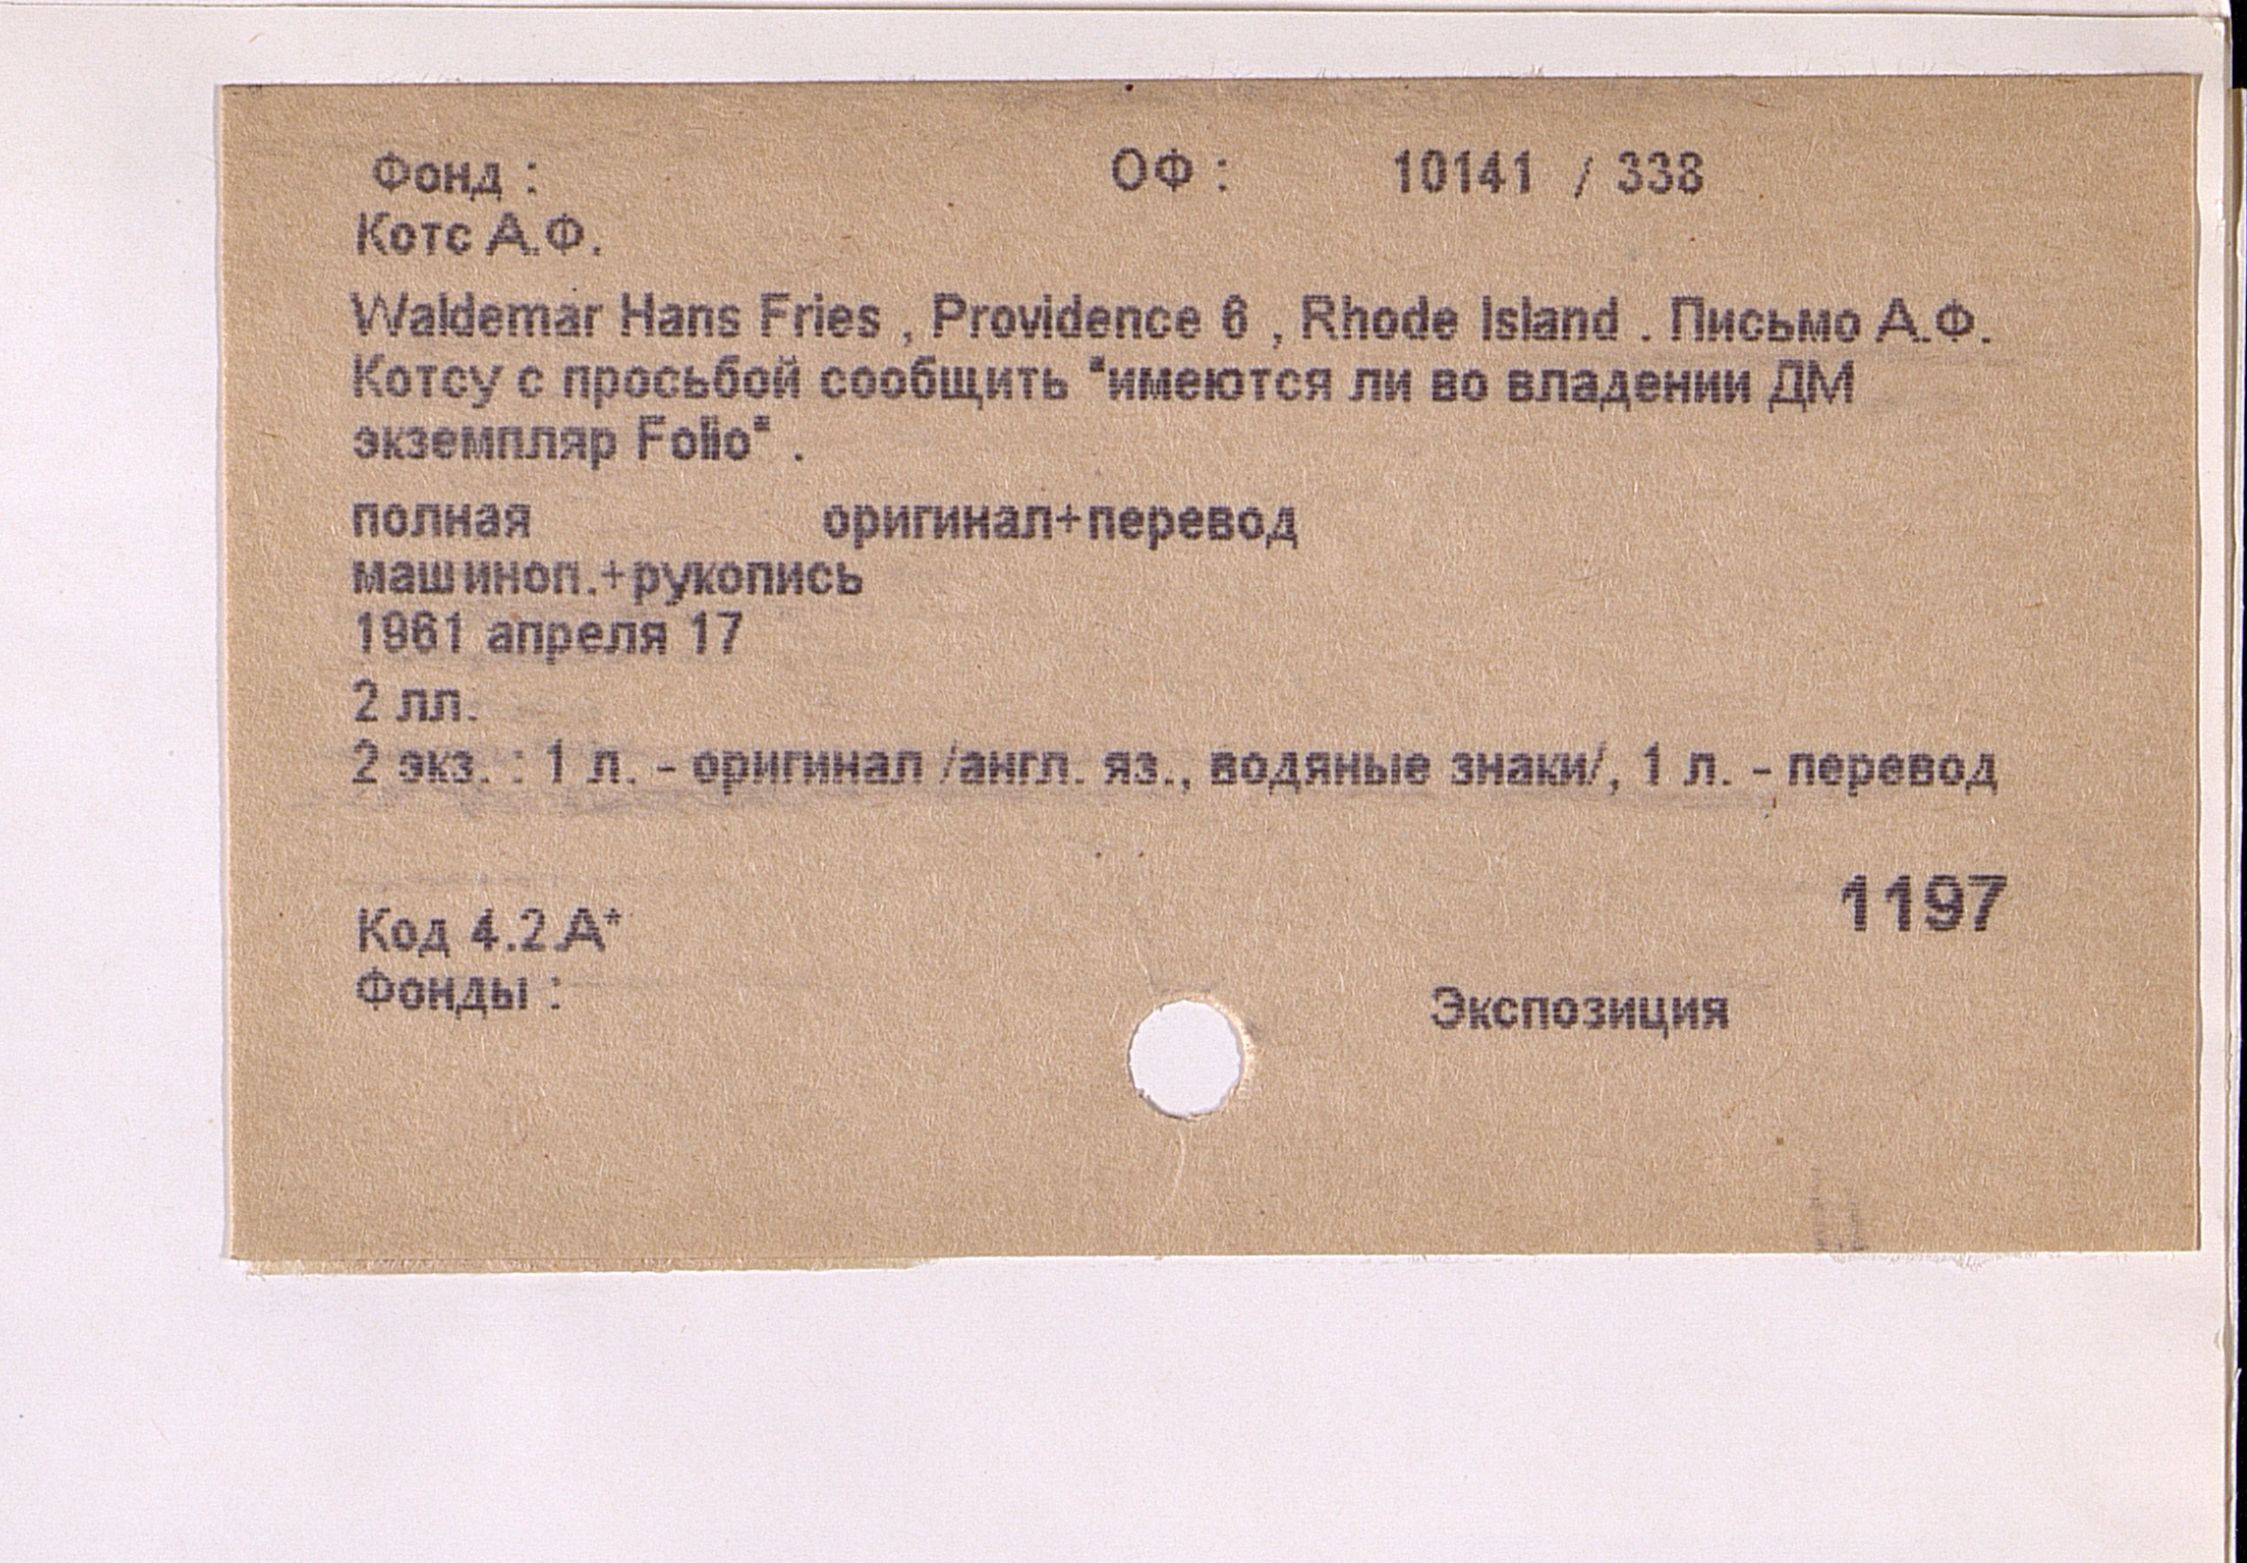 Фонд : ОФ : 10141 / 338
Котс А.Ф.
Waldemar Hans Fries , Providence 6 , Rhode Island . Письмо А.Ф.
Котсу с просьбой сообщить "имеются ли во владении ДМ
экземпляр Folio" .
полная оригинал+перевод
машиноп.+рукопись
1961 апреля 17
2 лл.
2 экз. : 1 л. - оригинал /англ. яз., водяные знаки/, 1 л. - перевод
1197
Код 4.2.А*
Фонды : Экспозиция